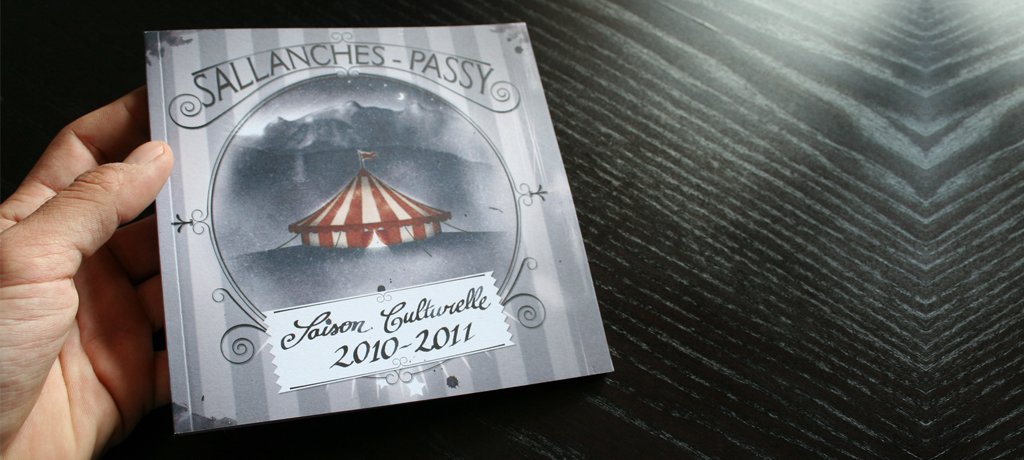 SALLANCHES - PASSY
Saison Culturelle
2010-2011